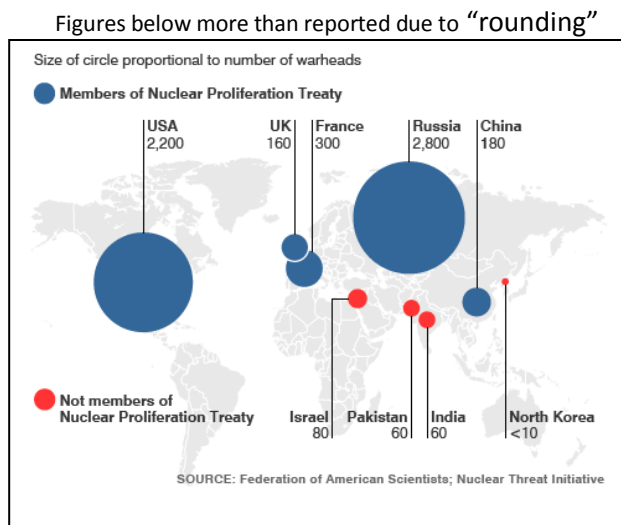 Figures below more than reported due to “rounding”
Size of circle proportional to number of warheads
Members of Nuclear Proliferation Treaty
USA
2,200
UK
160
France
300
Russia
2,800
China
180
Not members of
Nuclear Proliferation Treaty
Israel
80
Pakistan
60
India
60
North Korea
<10
SOURCE: Federation of American Scientists; Nuclear Threat Initiative